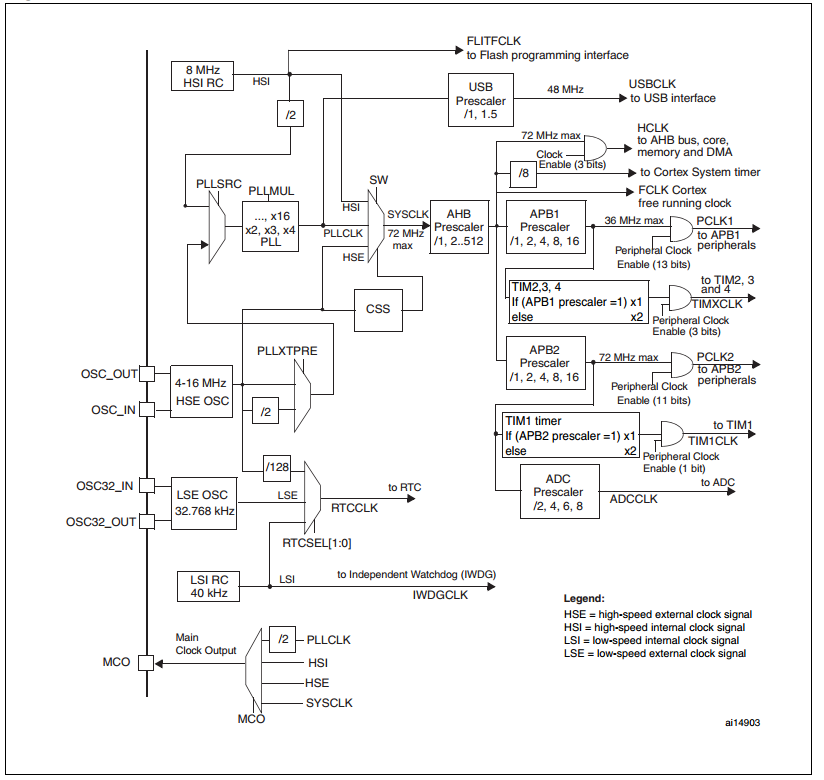 FLITFCLK
to Flash programming interface
8 MHz
HSI RC
HSI
/2
USB
Prescaler
/1, 1.5
48 MHz
USBCLK
to USB interface
72 MHz max
HCLK
to AHB bus, core,
memory and DMA
Clock
Enable (3 bits)
/8
to Cortex System timer
FCLK Cortex
free running clock
PLLSRC
PLLMUL
..., x16
x2, x3, x4
PLL
SW
HSI
PLLCLK
HSE
SYSCLK
72 MHz
max
AHB
Prescaler
/1, 2..512
APB1
Prescaler
/1, 2, 4, 8, 16
36 MHz max
PCLK1
to APB1
peripherals
Peripheral Clock
Enable (13 bits)
CSS
TIM2,3, 4
If (APB1 prescaler =1) x1
else x2
to TIM2, 3
and 4
TIMXCLK
Peripheral Clock
Enable (3 bits)
PLLXTPRE
OSC_OUT
OSC_IN
4-16 MHz
HSE OSC
/2
APB2
Prescaler
/1, 2, 4, 8, 16
72 MHz max
PCLK2
to APB2
peripherals
Peripheral Clock
Enable (11 bits)
TIM1 timer
If (APB2 prescaler =1) x1
else x2
to TIM1
TIM1CLK
Peripheral Clock
Enable (1 bit)
/128
OSC32_IN
OSC32_OUT
LSE OSC
32.768 kHz
LSE
to RTC
RTCCLK
RTCSEL[1:0]
ADC
Prescaler
/2, 4, 6, 8
to ADC
ADCCLK
LSI RC
40 kHz
LSI
to Independent Watchdog (IWDG)
IWDGCLK
Legend:
HSE = high-speed external clock signal
HSI = high-speed internal clock signal
LSI = low-speed internal clock signal
LSE = low-speed external clock signal
MCO
Main
Clock Output
/2
PLLCLK
HSI
HSE
SYSCLK
MCO
ai14903